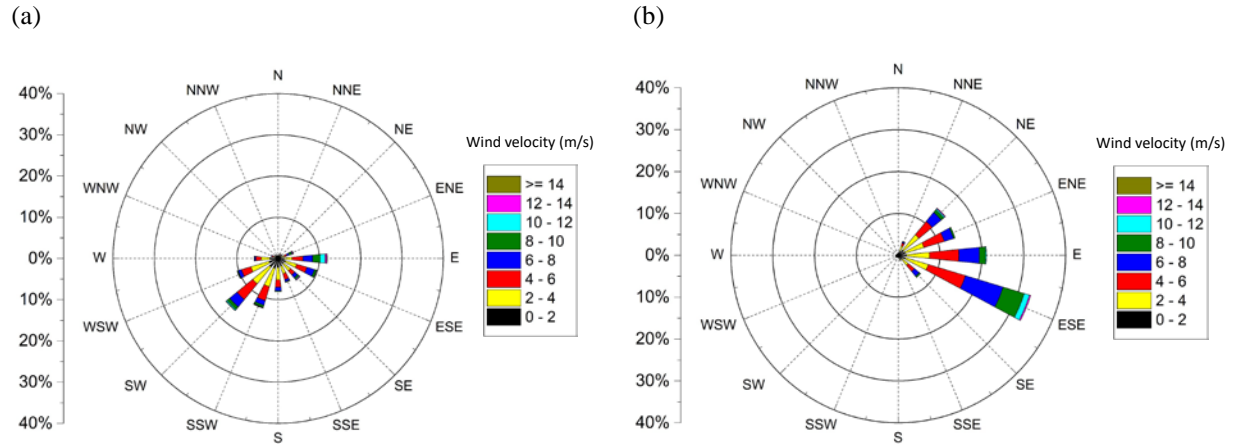 (a)
40%
30%
20%
10%
0%
10%
20%
30%
40%
N
NNE
NE
ENE
E
ESE
SE
SSE
S
SSW
SW
WSW
W
WNW
NW
NNW
Wind velocity (m/s)
>= 14
12 - 14
10 - 12
8 - 10
6 - 8
4 - 6
2 - 4
0 - 2
(b)
40%
30%
20%
10%
0%
10%
20%
30%
40%
N
NNE
NE
ENE
E
ESE
SE
SSE
S
SSW
SW
WSW
W
WNW
NW
NNW
Wind velocity (m/s)
>= 14
12 - 14
10 - 12
8 - 10
6 - 8
4 - 6
2 - 4
0 - 2